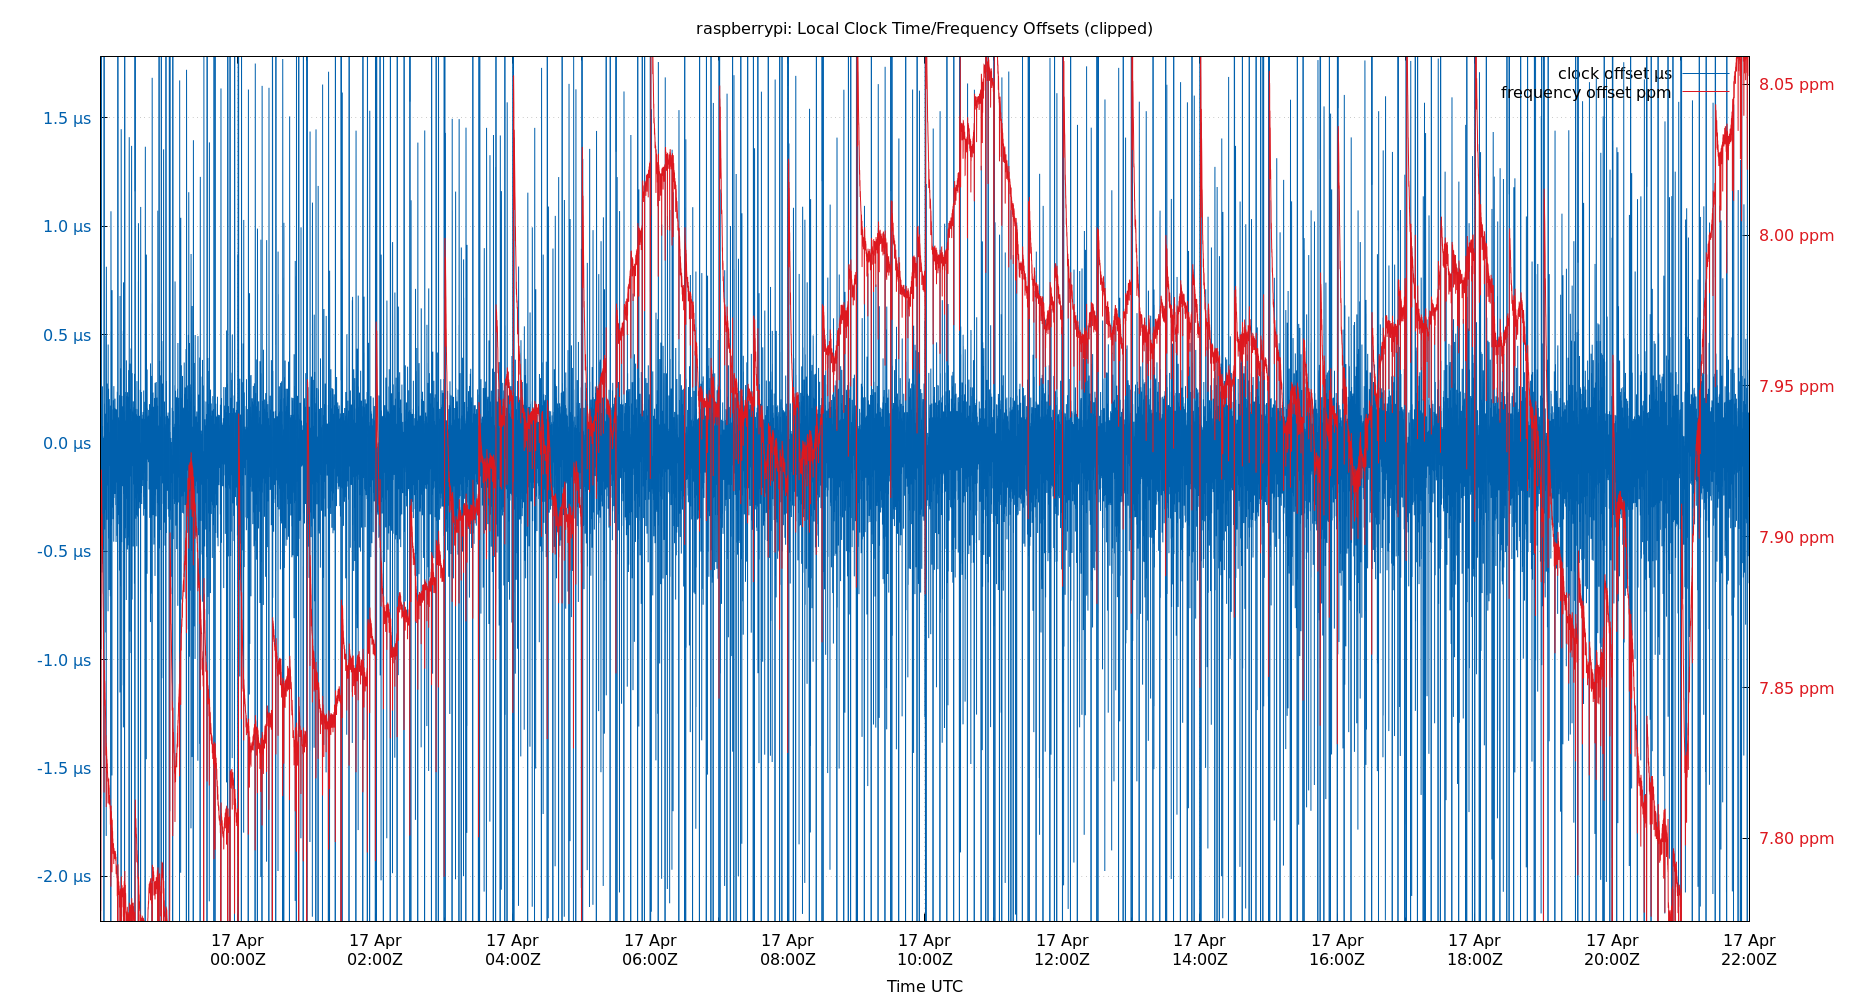 raspberrypi: Local Clock Time/Frequency Offsets (clipped)
clock offset µs
frequency offset ppm
1.5 µs
1.0 µs
0.5 µs
0.0 µs
-0.5 µs
-1.0 µs
-1.5 µs
-2.0 µs
8.05 ppm
8.00 ppm
7.95 ppm
7.90 ppm
7.85 ppm
7.80 ppm
17 Apr 17 Apr 17 Apr 17 Apr 17 Apr 17 Apr 17 Apr 17 Apr 17 Apr 17 Apr 17 Apr 17 Apr
00:00Z 02:00Z 04:00Z 06:00Z 08:00Z 10:00Z 12:00Z 14:00Z 16:00Z 18:00Z 20:00Z 22:00Z
Time UTC